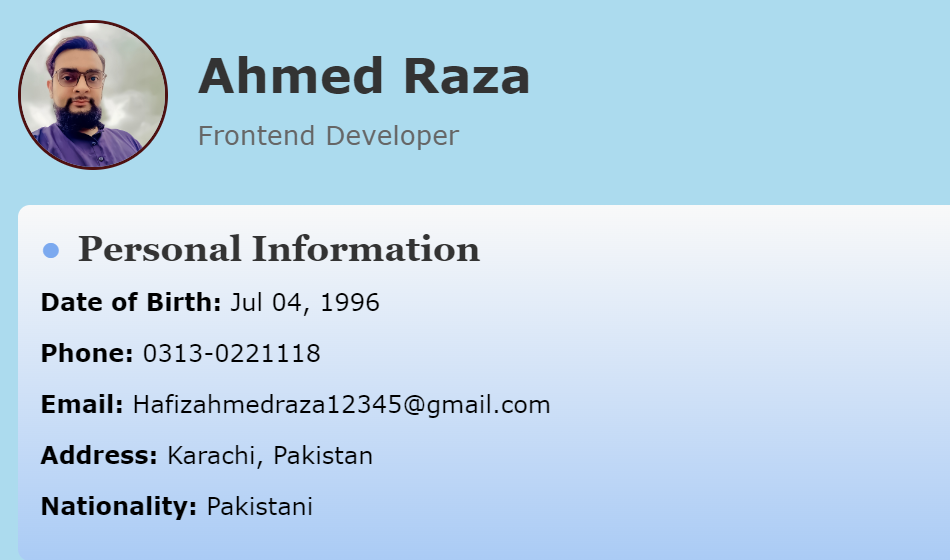 Ahmed Raza
Frontend Developer
Personal Information
Date of Birth: Jul 04, 1996
Phone: 0313-0221118
Email: Hafizahmedraza12345@gmail.com
Address: Karachi, Pakistan
Nationality: Pakistani